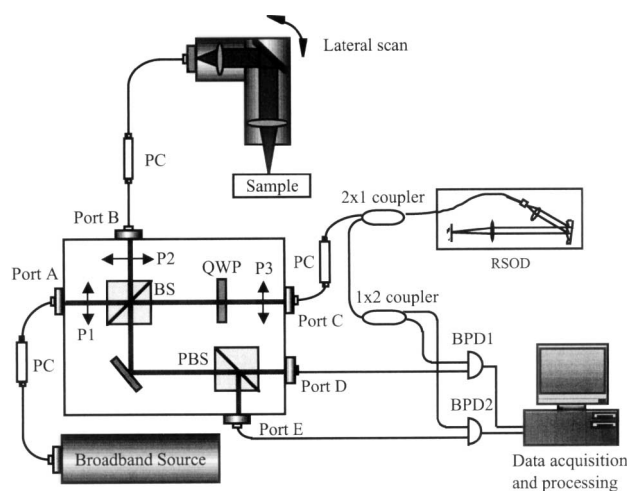 Lateral scan
PC
Sample
Port B
2x1 coupler
RSOD
Port A
P2
QWP
P3
PC
BS
P1
Port C
1x2 coupler
PC
PBS
BPD1
Port D
BPD2
Port E
Broadband Source
Data acquisition
and processing